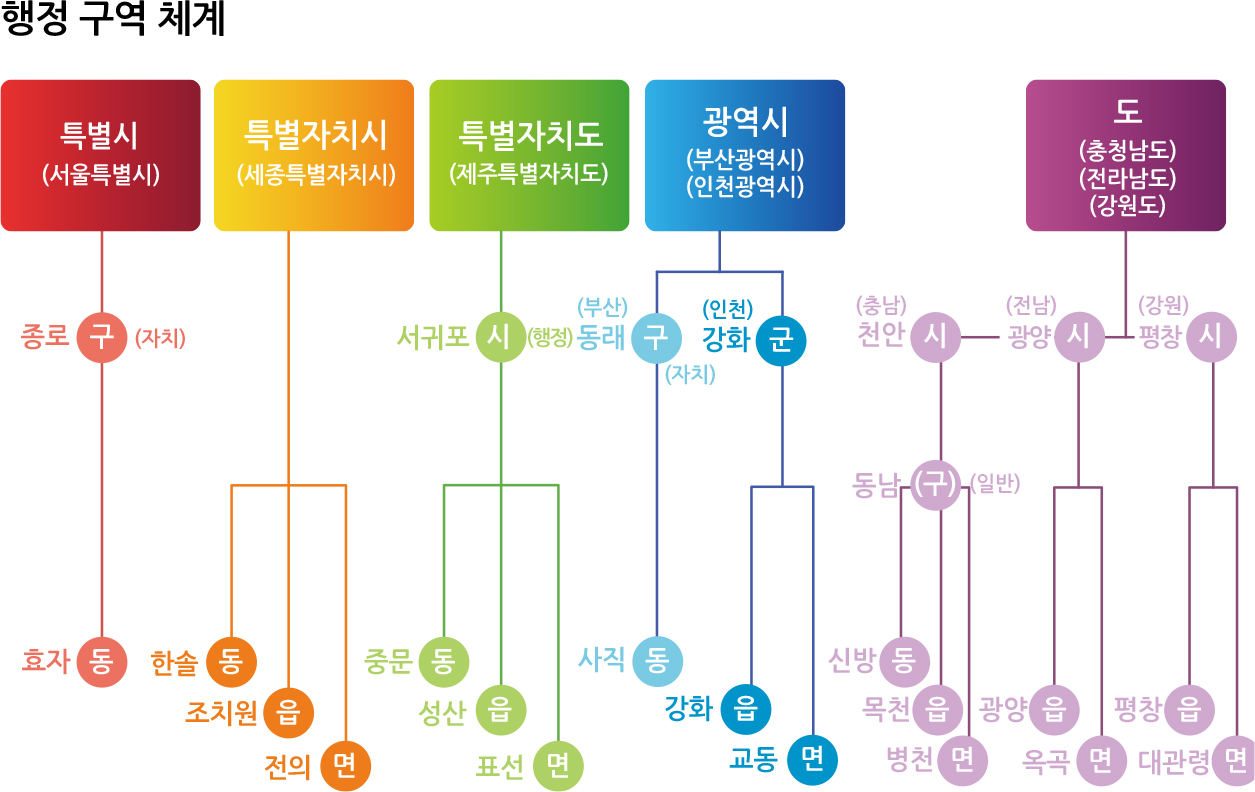 행정 구역 체계
특별시
(서울특별시)
특별자치시
(세종특별자치시)
특별자치도
(제주특별자치도)
광역시
(부산광역시)
(인천광역시)
도
(충청남도)
(전라남도)
(강원도)
종로 구 (자치)
서귀포 시 (행정)
(부산)
동래 구
(자치)
(인천)
강화 군
(충남)
천안 시
(전남)
광양 시
(강원)
평창 시
동남 (구) (일반)
효자 동
한솔 동
조치원 읍
전의 면
중문 동
성산 읍
표선 면
사직 동
강화 읍
교동 면
신방 동
목천 읍
병천 면
광양 읍
옥곡 면
평창 읍
대관령 면